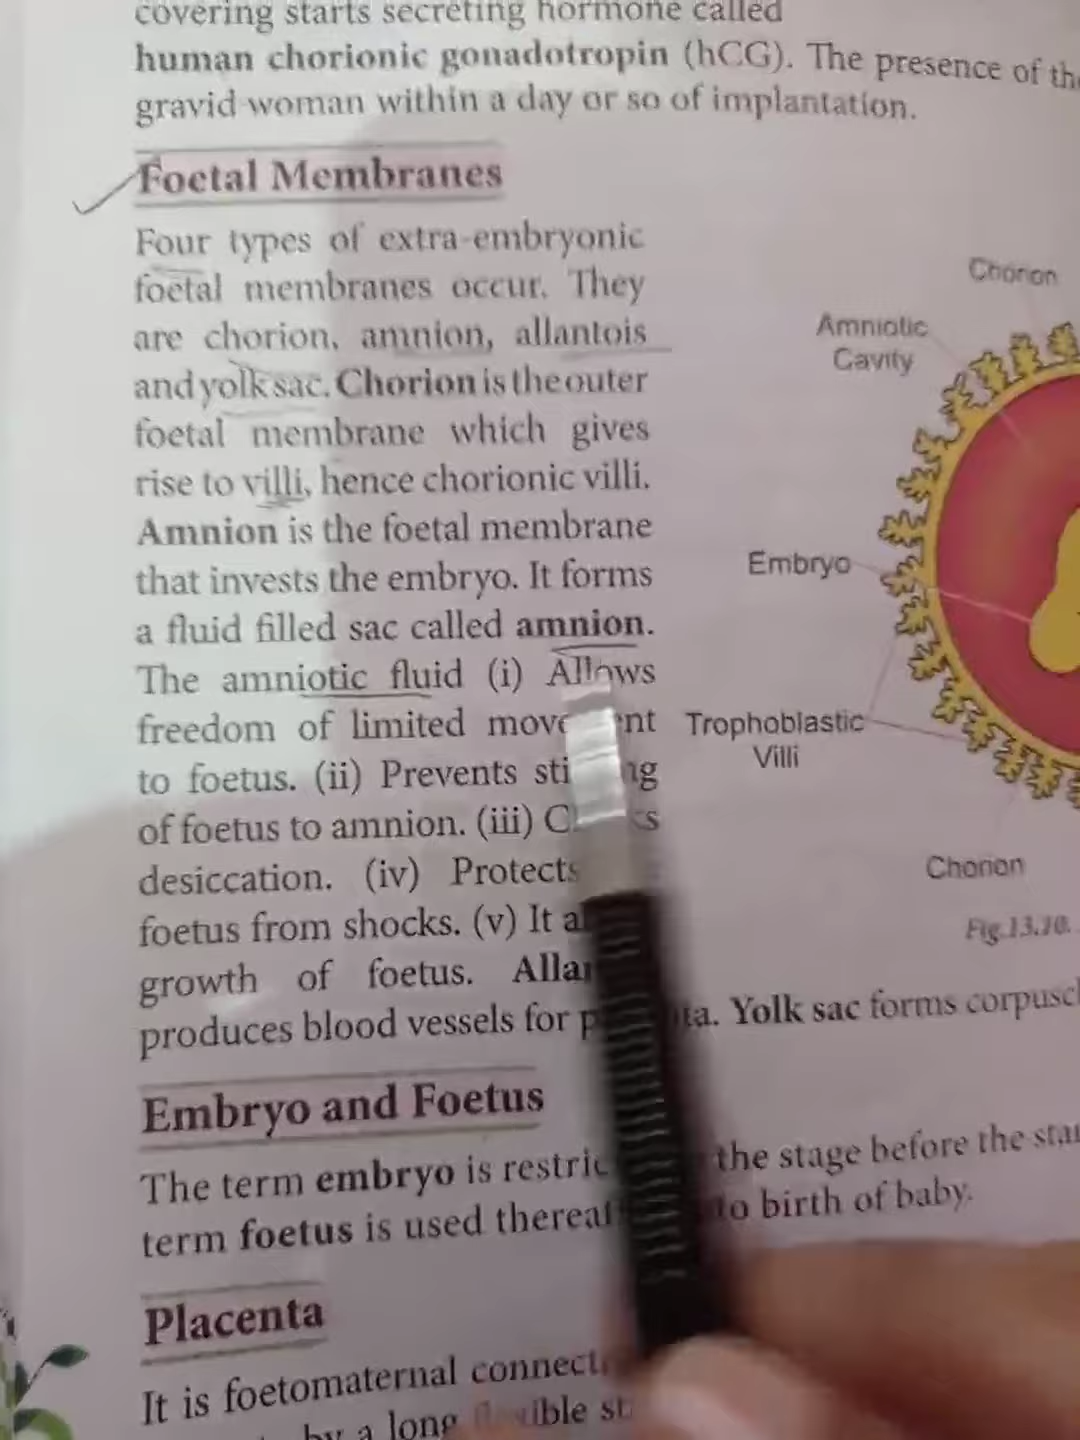 covering starts secreting hormone called
human chorionic gonadotropin (hCG). The presence of
gravid woman within a day or so of implantation.
Foetal Membranes
Four types of extra-embryonic
foetal membranes occur. They
are chorion, amnion, allantois
and yolk sac. Chorion is the outer
foetal membrane which gives
rise to villi, hence chorionic villi.
Amnion is the foetal membrane
that invests the embryo. It forms
a fluid filled sac called amnion.
The amniotic fluid (i) Allows
freedom of limited
to foetus. (ii) Prevents
of foetus to amnion. (iii)
desiccation. (iv) Protects
foetus from shocks. (v) It
growth of foetus.
produces blood vessels for Yolk sac forms
Chorion
Amniotic
Cavity
Embryo
Trophoblastic
Villi
Chorion
Fig.13.10.
Embryo and Foetus
The term embryo is the stage before the
term foetus is used to birth of baby.
Placenta
It is foetomaternal
by a long